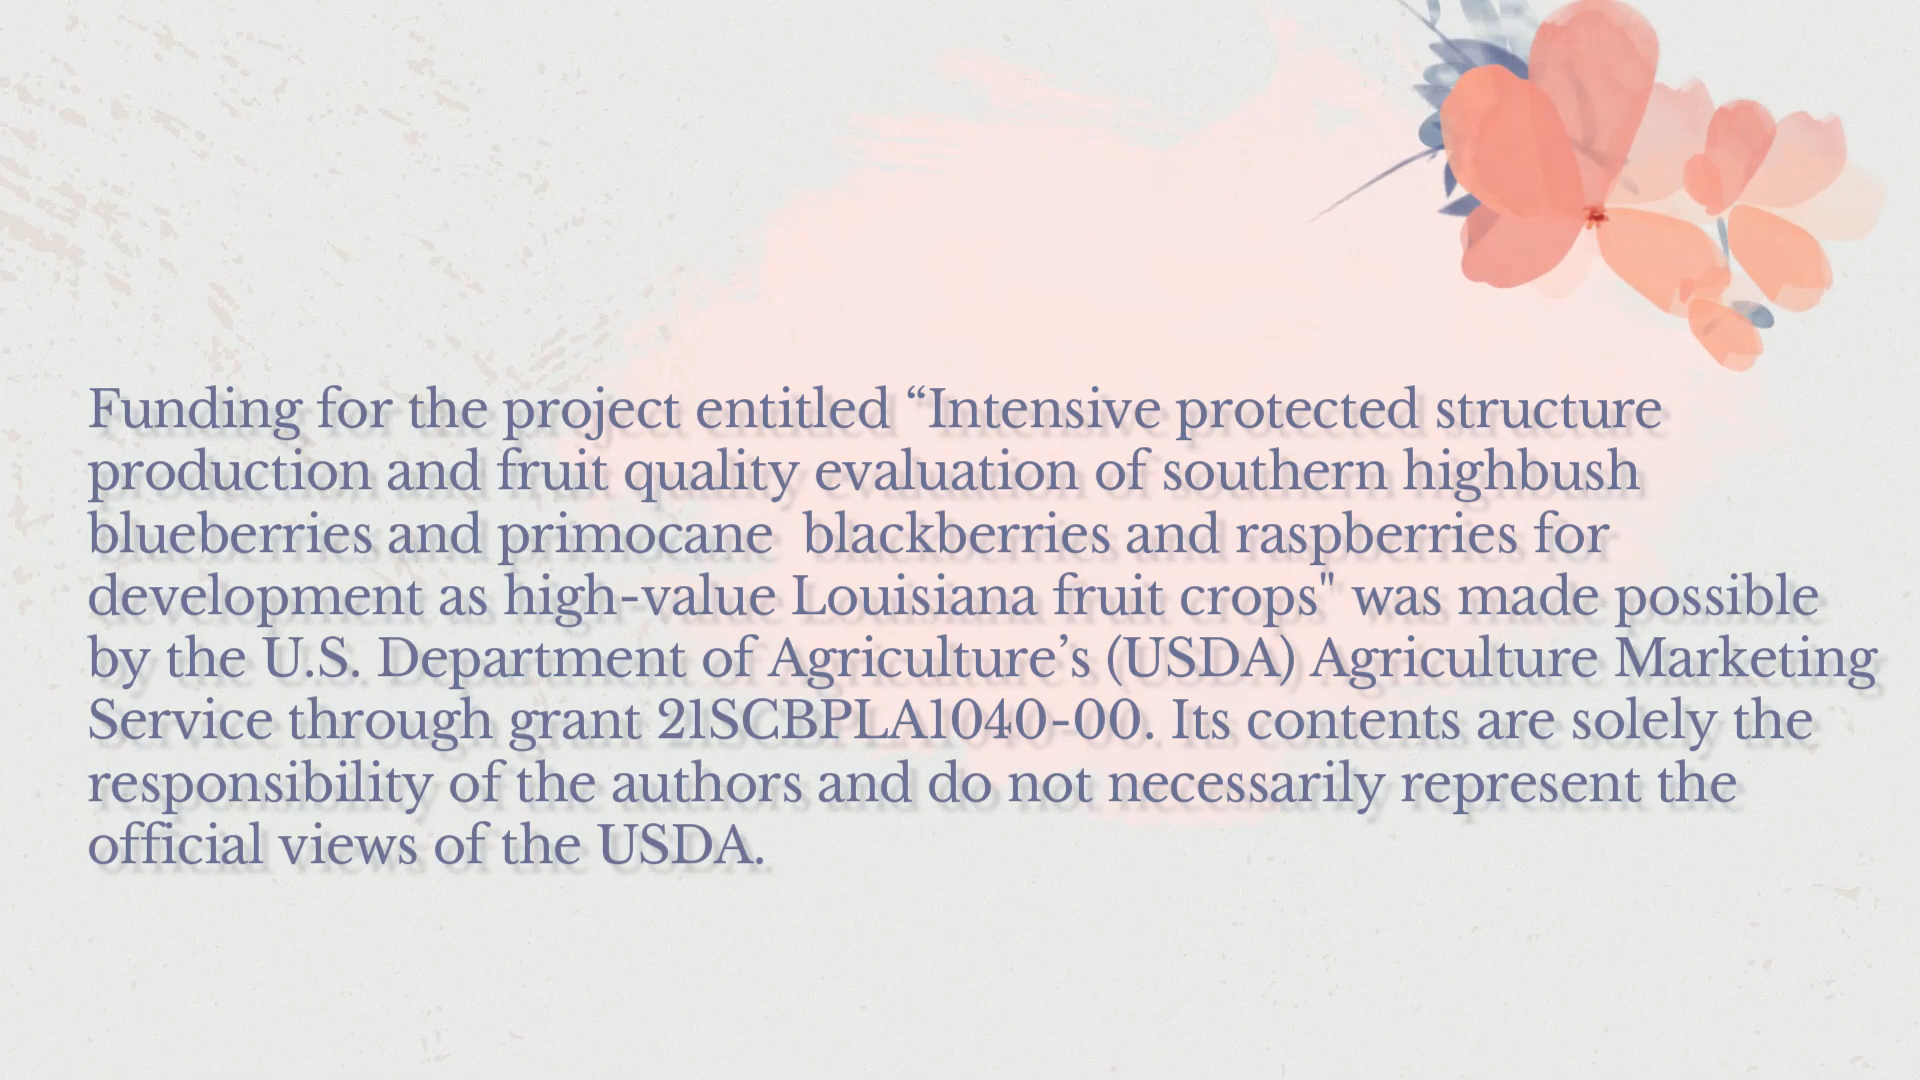 Funding for the project entitled “Intensive protected structure
production and fruit quality evaluation of southern highbush
blueberries and primocane  blackberries and raspberries for
development as high-value Louisiana fruit crops" was made possible
by the U.S. Department of Agriculture’s (USDA) Agriculture Marketing
Service through grant 21SCBPLA1040-00. Its contents are solely the
responsibility of the authors and do not necessarily represent the
official views of the USDA.